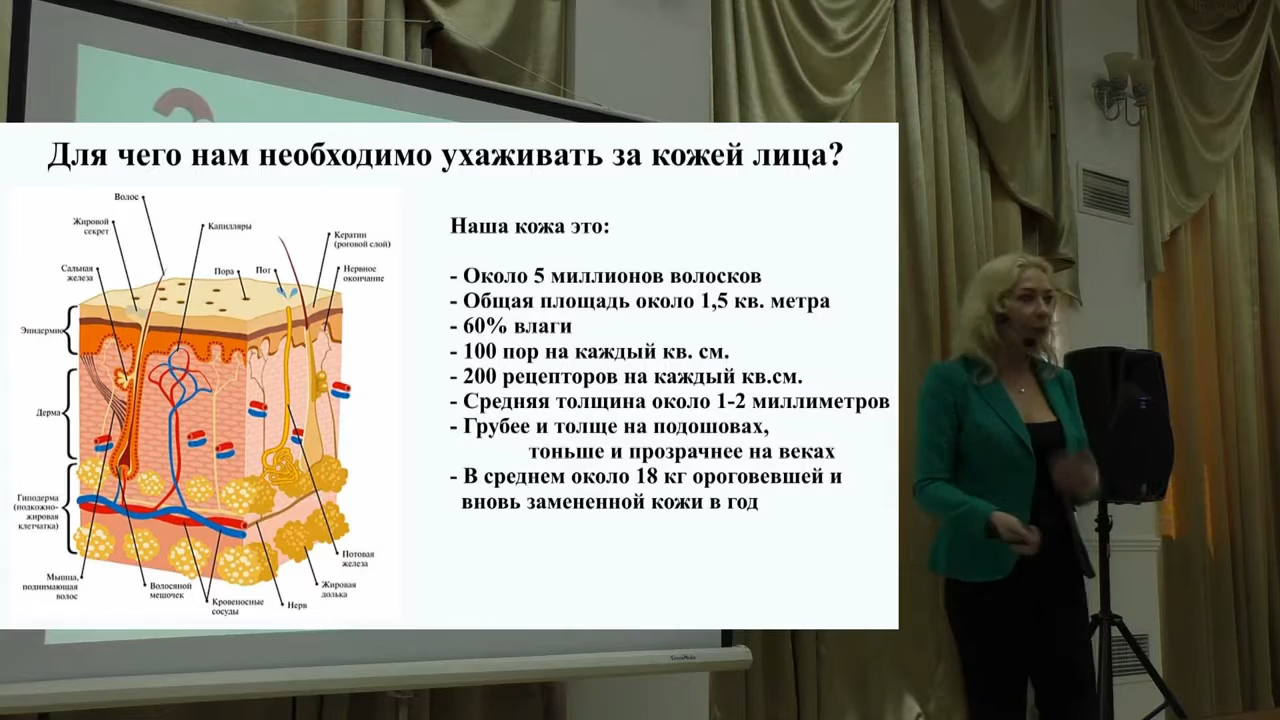 Для чего нам необходимо ухаживать за кожей лица?
Волос
Жировой
секрет
Капилляры
Кератин
(роговой слой)
Сальная
железа
Пора
Пот
Нервное
окончание
Эпидермис
Дерма
Гиподерма
(подкожно-
жировая
клетчатка)
Мышца,
поднимающая
волос
Волосяной
мешочек
Кровеносные
сосуды
Нерв
Жировая
долька
Потовая
железа
Наша кожа это:
- Около 5 миллионов волосков
- Общая площадь около 1,5 кв. метра
- 60% влаги
- 100 пор на каждый кв. см.
- 200 рецепторов на каждый кв.см.
- Средняя толщина около 1-2 миллиметров
- Грубее и толще на подошовах,
тоньше и прозрачнее на веках
- В среднем около 18 кг ороговевшей и
вновь замененной кожи в год